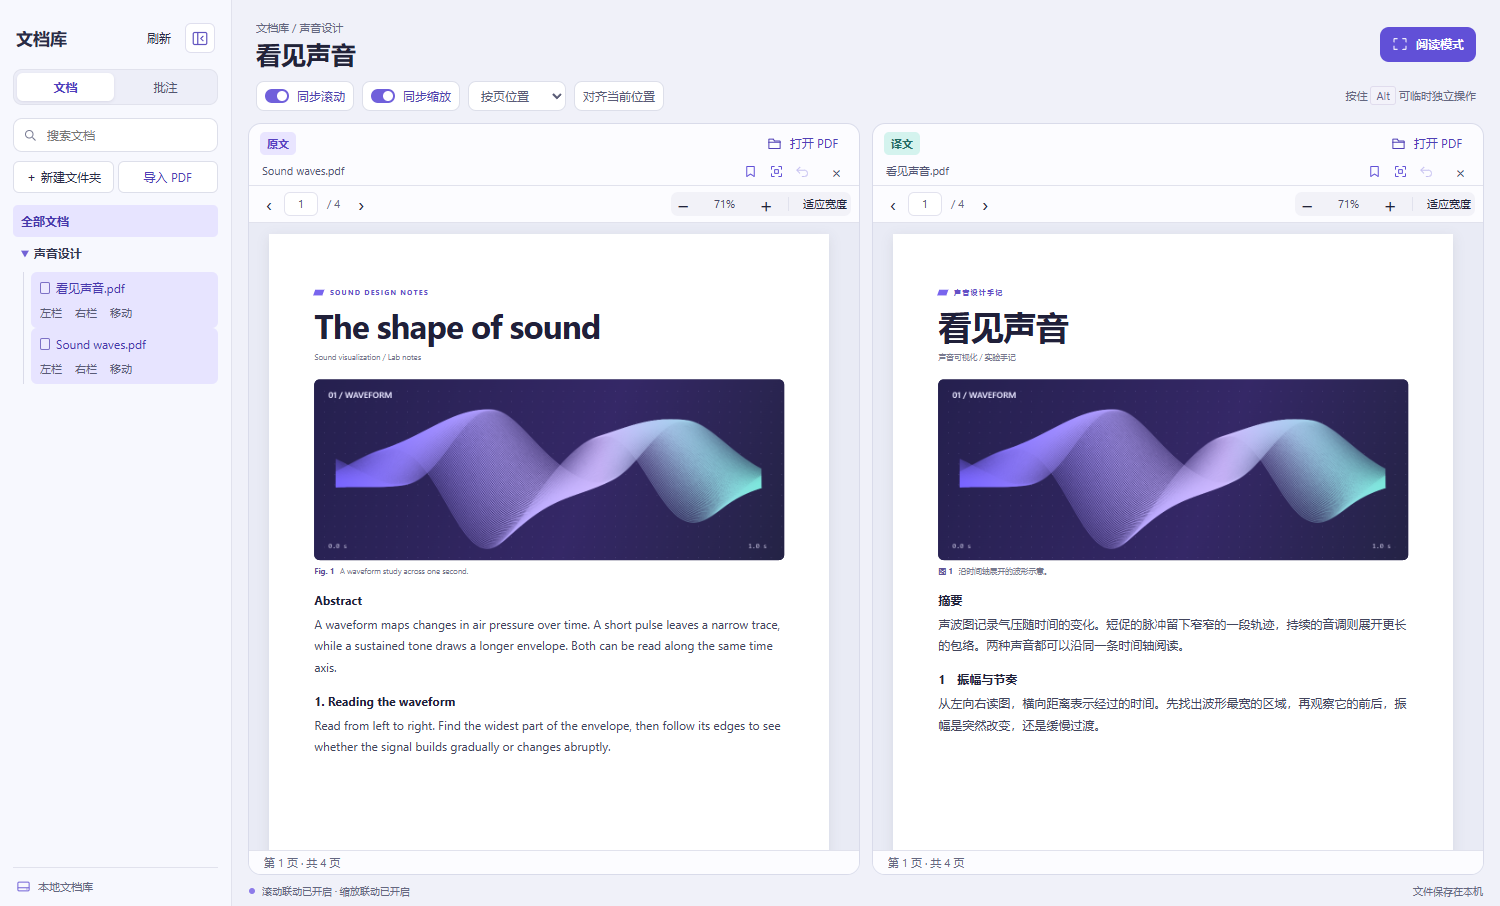 文档库
刷新
文档
批注
搜索文档
+ 新建文件夹
导入 PDF
全部文档
声音设计
看见声音.pdf
左栏 右栏 移动
Sound waves.pdf
左栏 右栏 移动
本地文档库
文档库 / 声音设计
看见声音
阅读模式
同步滚动
同步缩放
按页位置
对齐当前位置
按住 Alt 可临时独立操作
原文
打开 PDF
Sound waves.pdf
1 / 4
71%
适应宽度
SOUND DESIGN NOTES
The shape of sound
Sound visualization / Lab notes
01 / WAVEFORM
0.0 s
1.0 s
Fig. 1 A waveform study across one second.
Abstract
A waveform maps changes in air pressure over time. A short pulse leaves a narrow trace,
while a sustained tone draws a longer envelope. Both can be read along the same time
axis.
1. Reading the waveform
Read from left to right. Find the widest part of the envelope, then follow its edges to see
whether the signal builds gradually or changes abruptly.
第 1 页 · 共 4 页
译文
打开 PDF
看见声音.pdf
1 / 4
71%
适应宽度
声音设计手记
看见声音
声音可视化 / 实验手记
01 / WAVEFORM
0.0 s
1.0 s
图 1 沿时间轴展开的波形示意。
摘要
声波图记录气压随时间的变化。短促的脉冲留下窄窄的一段轨迹，持续的音调则展开更长
的包络。两种声音都可以沿同一条时间轴阅读。
1 振幅与节奏
从左向右读图，横向距离表示经过的时间。先找出波形最宽的区域，再观察它的前后，振
幅是突然改变，还是缓慢过渡。
第 1 页 · 共 4 页
滚动联动已开启 · 缩放联动已开启
文件保存在本机